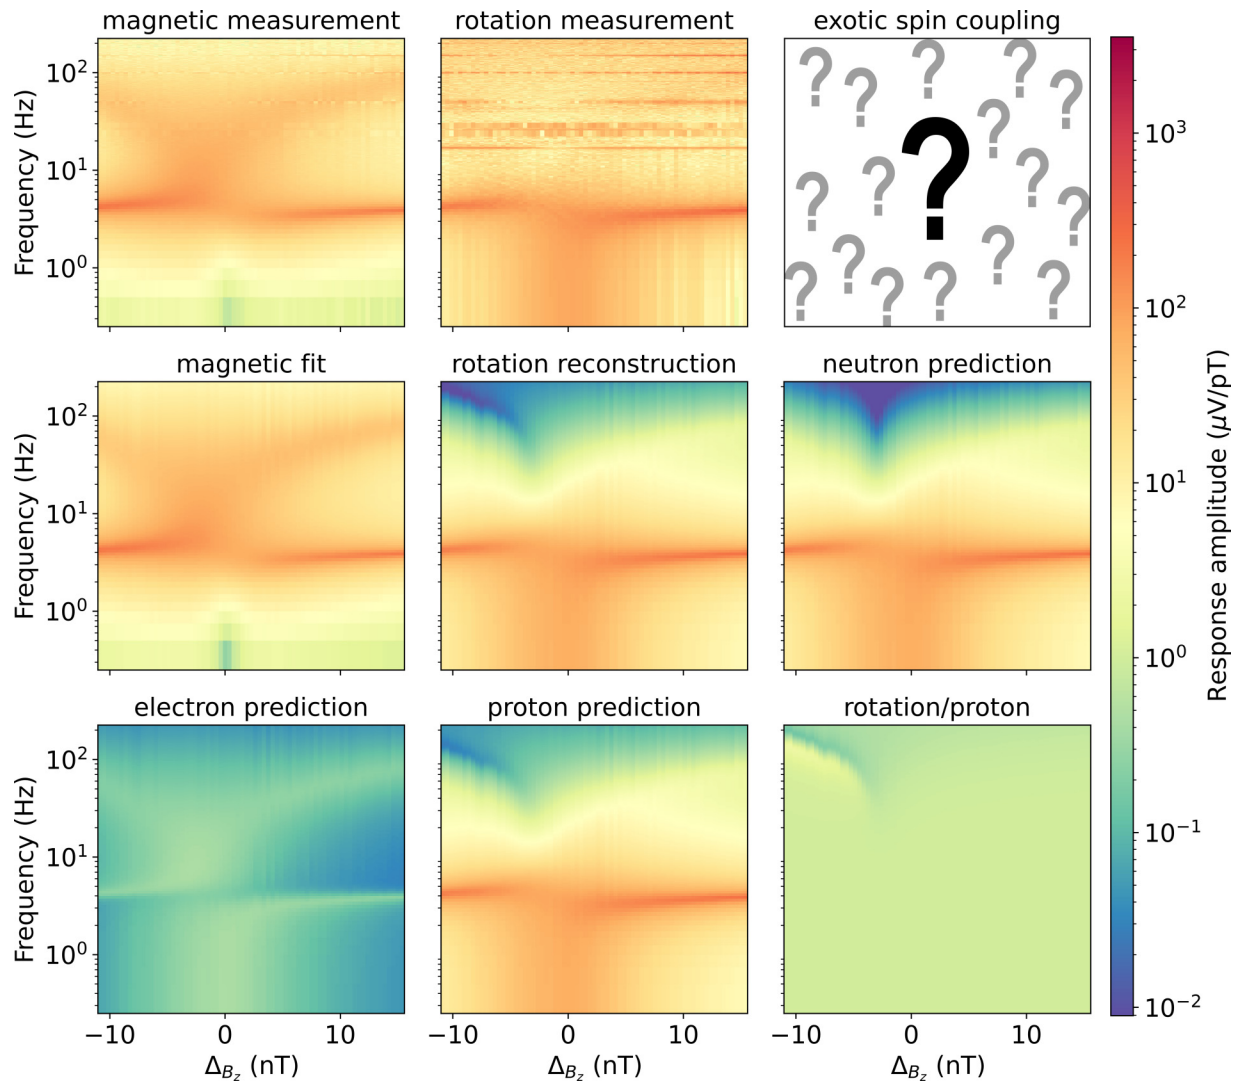 magnetic measurement
rotation measurement
exotic spin coupling
Frequency (Hz)
10²
10¹
10⁰
? ? ? ? ? ? ? ? ? ? ? ? ? ? ? ?
magnetic fit
rotation reconstruction
neutron prediction
Frequency (Hz)
10²
10¹
10⁰
electron prediction
proton prediction
rotation/proton
Frequency (Hz)
10²
10¹
10⁰
−10 0 10
−10 0 10
−10 0 10
Δ_{B_z} (nT)
Δ_{B_z} (nT)
Δ_{B_z} (nT)
10³
10²
10¹
10⁰
10⁻¹
10⁻²
Response amplitude (μV/pT)